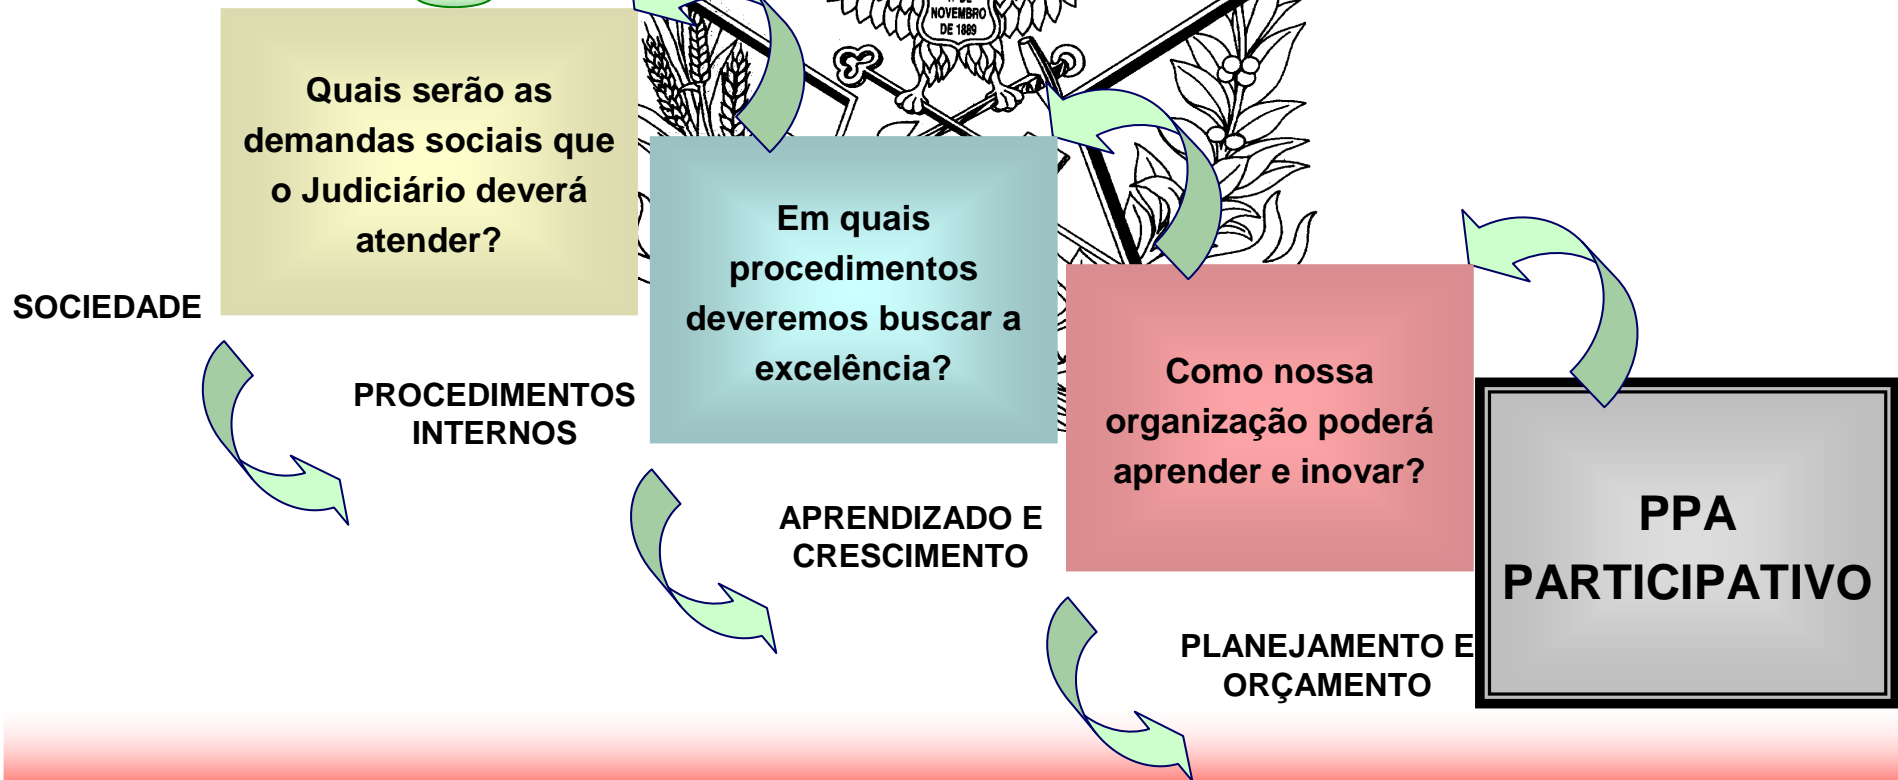 NOVEMBRO
DE 1889
Quais serão as
demandas sociais que
o Judiciário deverá
atender?
SOCIEDADE
Em quais
procedimentos
deveremos buscar a
excelência?
PROCEDIMENTOS
INTERNOS
Como nossa
organização poderá
aprender e inovar?
APRENDIZADO E
CRESCIMENTO
PPA
PARTICIPATIVO
PLANEJAMENTO E
ORÇAMENTO